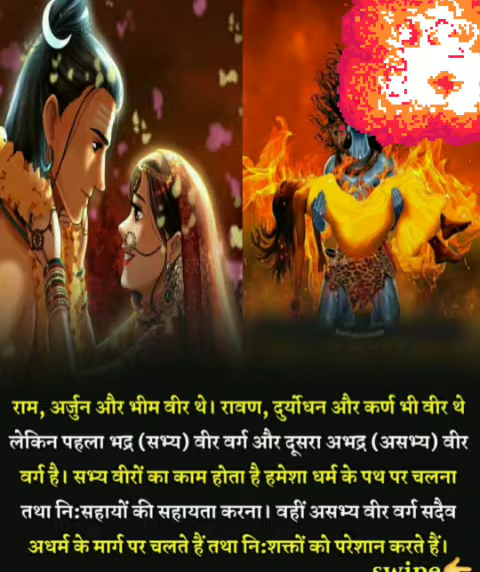 राम, अर्जुन और भीम वीर थे। रावण, दुर्योधन और कर्ण भी वीर थे
लेकिन पहला भद्र (सभ्य) वीर वर्ग और दूसरा अभद्र (असभ्य) वीर
वर्ग है। सभ्य वीरों का काम होता है हमेशा धर्म के पथ पर चलना
तथा नि:सहायों की सहायता करना। वहीं असभ्य वीर वर्ग सदैव
अधर्म के मार्ग पर चलते हैं तथा नि:शक्तों को परेशान करते हैं।
swipe👉